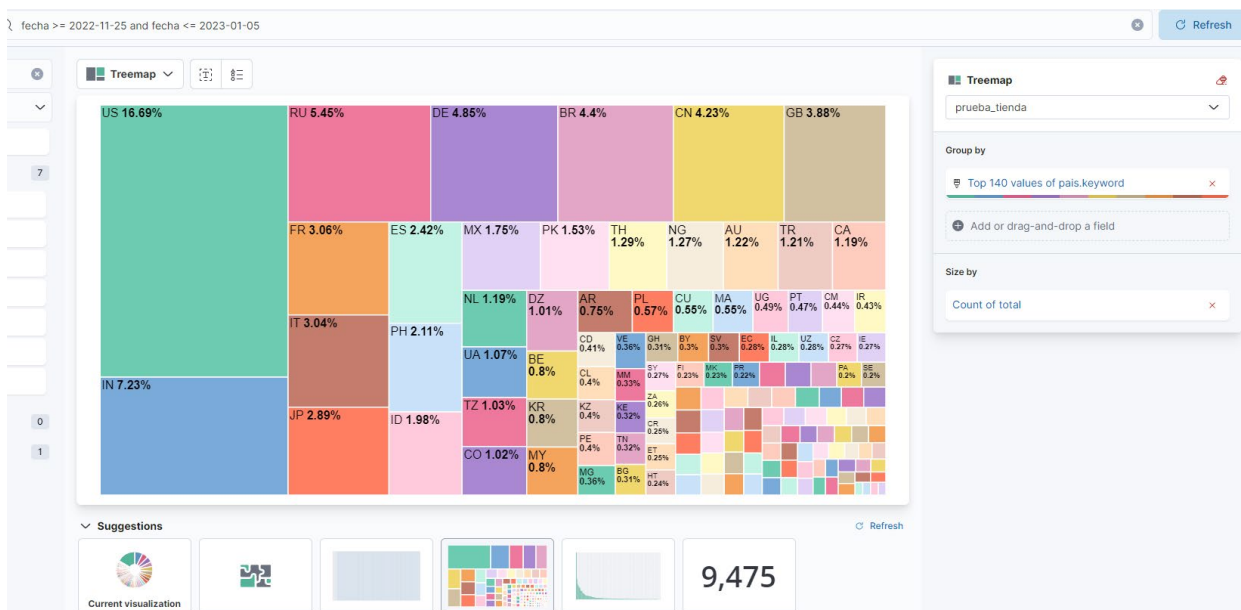 fecha >= 2022-11-25 and fecha <= 2023-01-05
Refresh
Treemap
7
0
1
US 16.69%
RU 5.45%
DE 4.85%
BR 4.4%
CN 4.23%
GB 3.88%
IN 7.23%
FR 3.06%
IT 3.04%
JP 2.89%
ES 2.42%
PH 2.11%
ID 1.98%
MX 1.75%
PK 1.53%
TH
1.29%
NG
1.27%
AU
1.22%
TR
1.21%
CA
1.19%
NL 1.19%
UA 1.07%
TZ 1.03%
CO 1.02%
DZ
1.01%
BE
0.8%
KR
0.8%
MY
0.8%
AR
0.75%
PL
0.57%
CU
0.55%
MA
0.55%
UG
0.49%
PT
0.47%
CM
0.44%
IR
0.43%
CD
0.41%
CL
0.4%
KZ
0.4%
PE
0.4%
MG
0.36%
VE
0.36%
MM
0.33%
KE
0.32%
TN
0.32%
BG
0.31%
GH
0.31%
BY
0.3%
SV
0.3%
EC
0.28%
IL
0.28%
UZ
0.28%
CZ
0.27%
IE
0.27%
SY
0.27%
ZA
0.26%
CR
0.25%
ET
0.25%
HT
0.24%
FI
0.23%
MK
0.23%
PR
0.22%
PA
0.2%
SE
0.2%
Suggestions
Refresh
Current visualization
9,475
Treemap
prueba_tienda
Group by
Top 140 values of pais.keyword
Add or drag-and-drop a field
Size by
Count of total